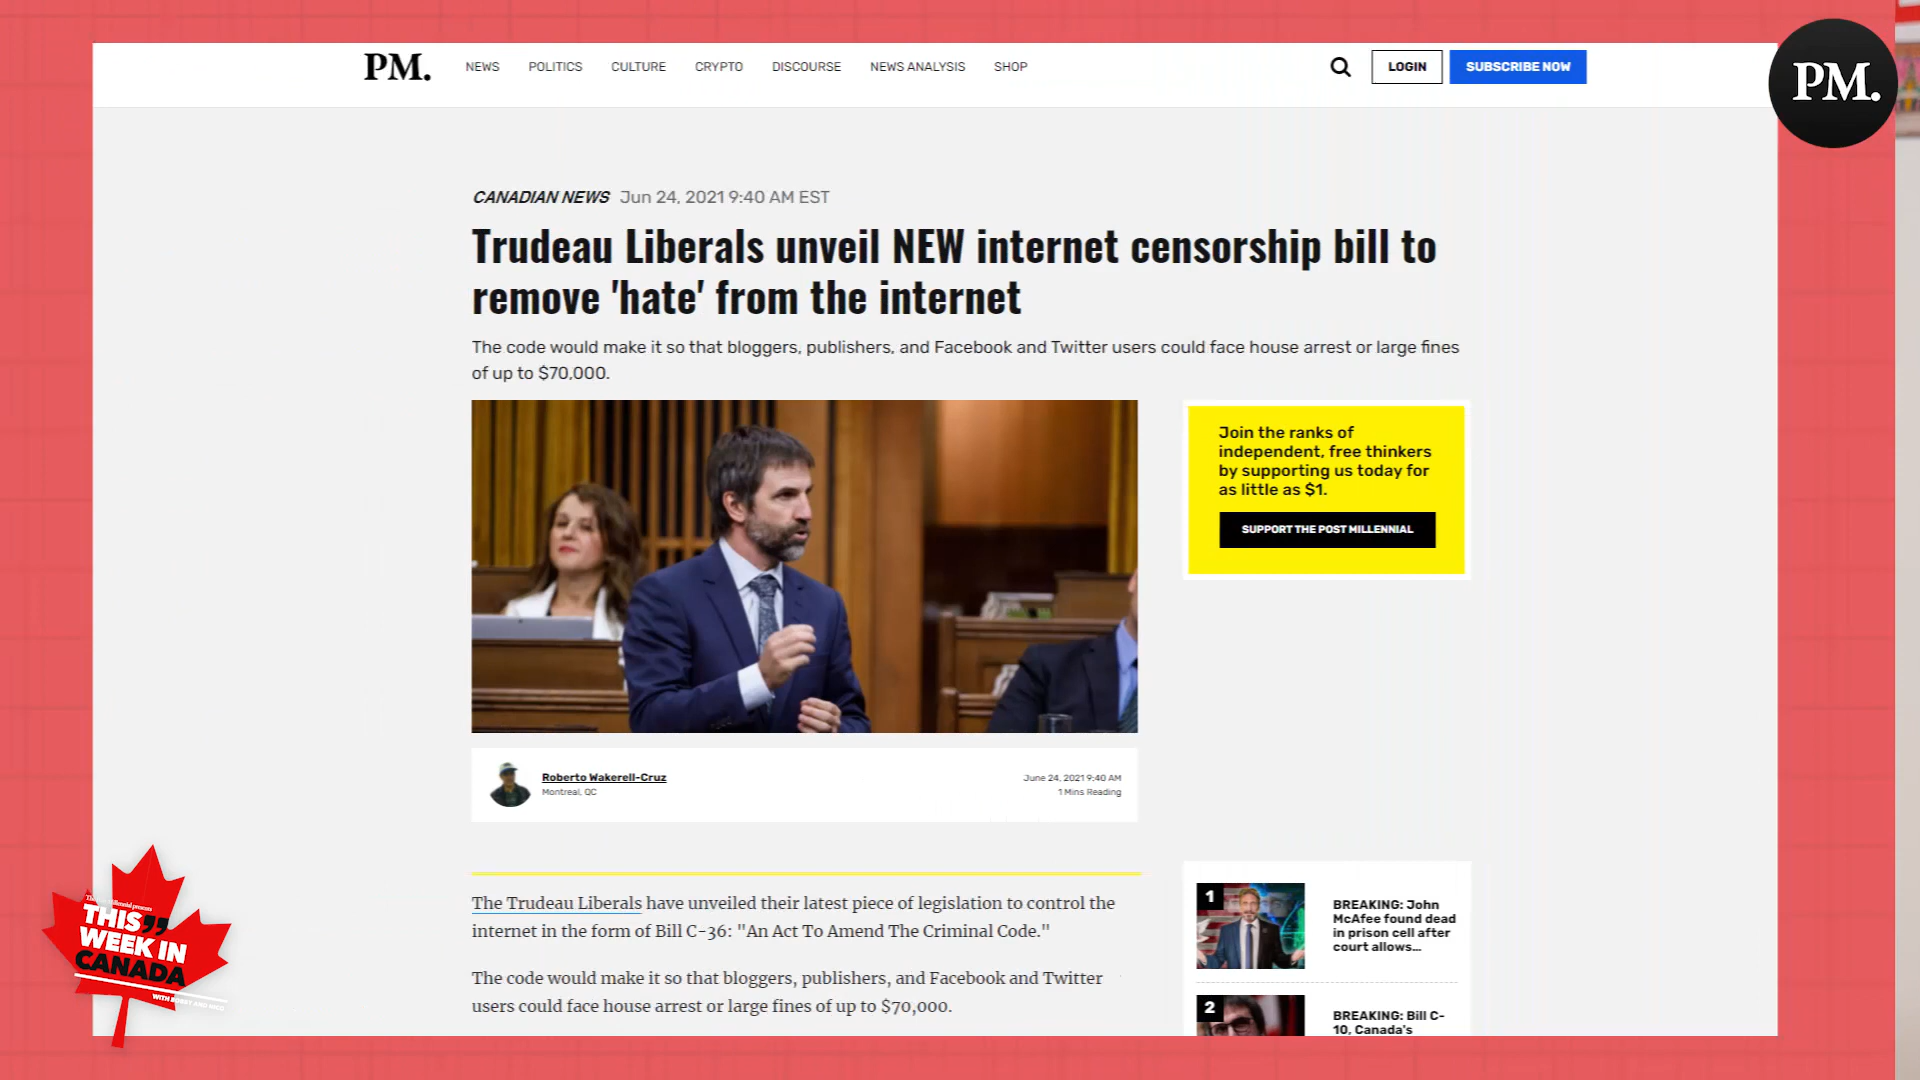 PM.
NEWS
POLITICS
CULTURE
CRYPTO
DISCOURSE
NEWS ANALYSIS
SHOP
LOGIN
SUBSCRIBE NOW
PM.
CANADIAN NEWS Jun 24, 2021 9:40 AM EST
Trudeau Liberals unveil NEW internet censorship bill to
remove 'hate' from the internet
The code would make it so that bloggers, publishers, and Facebook and Twitter users could face house arrest or large fines
of up to $70,000.
Join the ranks of
independent, free thinkers
by supporting us today for
as little as $1.
SUPPORT THE POST MILLENNIAL
Roberto Wakerell-Cruz
Montreal, QC
June 24, 2021 9:40 AM
1 Mins Reading
The Trudeau Liberals have unveiled their latest piece of legislation to control the
internet in the form of Bill C-36: "An Act To Amend The Criminal Code."
The code would make it so that bloggers, publishers, and Facebook and Twitter
users could face house arrest or large fines of up to $70,000.
1
BREAKING: John
McAfee found dead
in prison cell after
court allows...
2
BREAKING: Bill C-
10, Canada's
THIS
WEEK IN
CANADA